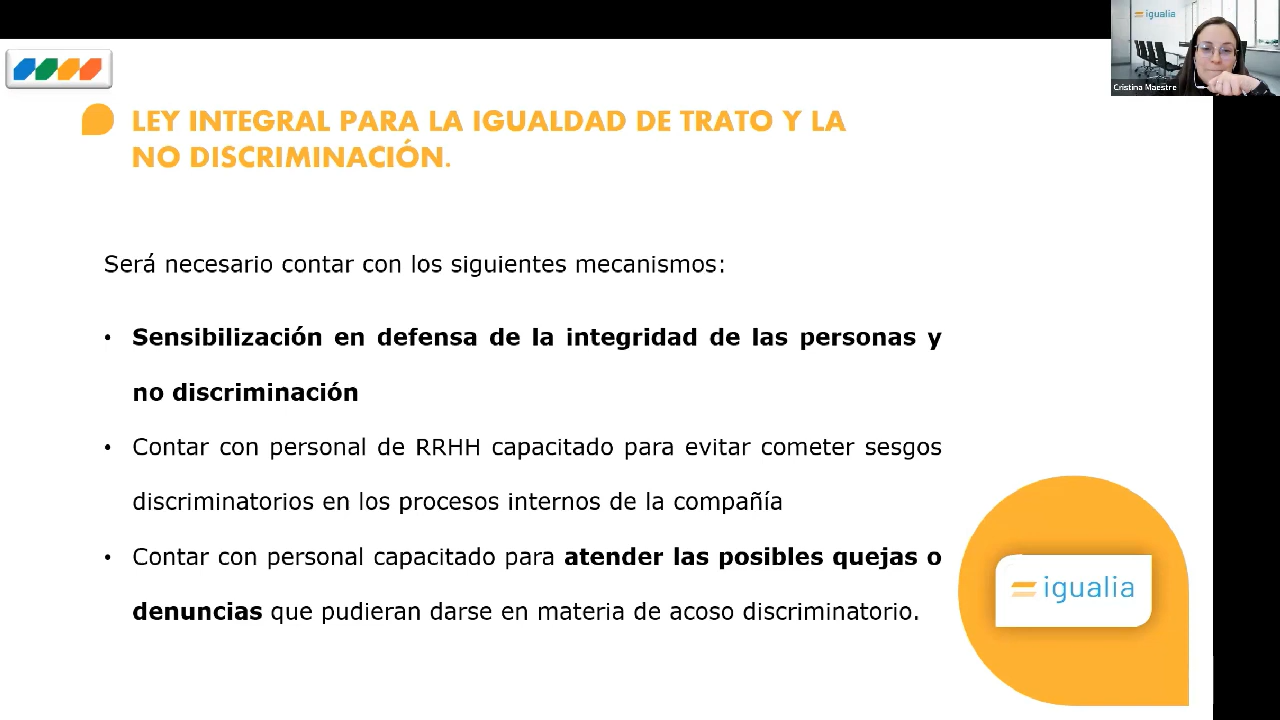 igualia
Cristina Maestre
LEY INTEGRAL PARA LA IGUALDAD DE TRATO Y LA
NO DISCRIMINACIÓN.
Será necesario contar con los siguientes mecanismos:
• Sensibilización en defensa de la integridad de las personas y
no discriminación
• Contar con personal de RRHH capacitado para evitar cometer sesgos
discriminatorios en los procesos internos de la compañía
• Contar con personal capacitado para atender las posibles quejas o
denuncias que pudieran darse en materia de acoso discriminatorio.
igualia